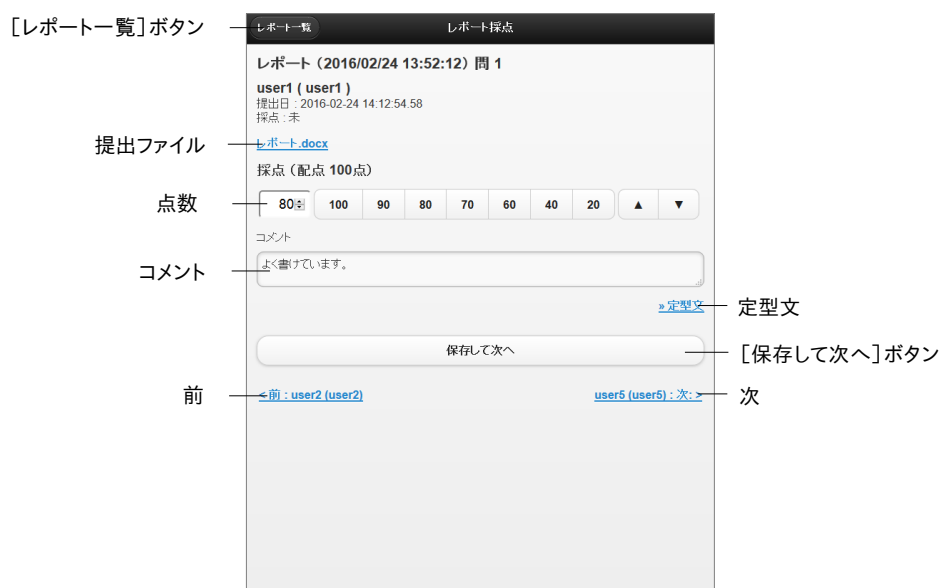 [レポート一覧]ボタン
レポート一覧
レポート採点
レポート（2016/02/24 13:52:12）問 1
user1 ( user1 )
提出日 : 2016-02-24 14:12:54.58
採点 : 未
提出ファイル
レポート.docx
採点（配点 100点）
点数
80 100 90 80 70 60 40 20 ▲ ▼
コメント
コメント
よく書けています。
» 定型文
定型文
保存して次へ
[保存して次へ]ボタン
前
< 前 : user2 (user2)
user5 (user5) : 次: >
次